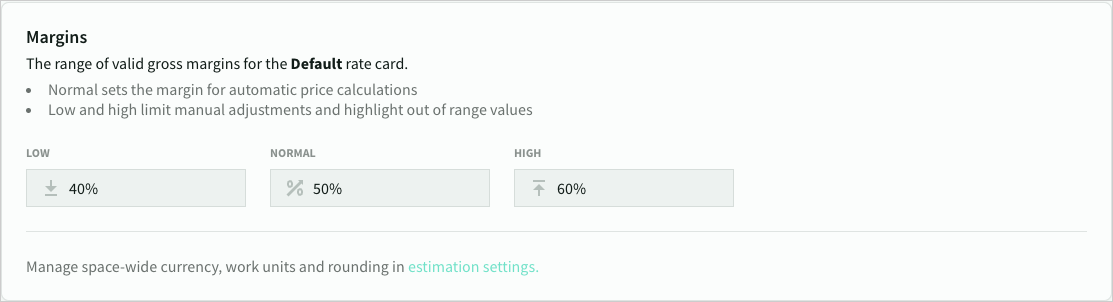 Margins
The range of valid gross margins for the Default rate card.
• Normal sets the margin for automatic price calculations
• Low and high limit manual adjustments and highlight out of range values
LOW NORMAL HIGH
40% 50% 60%
Manage space-wide currency, work units and rounding in estimation settings.